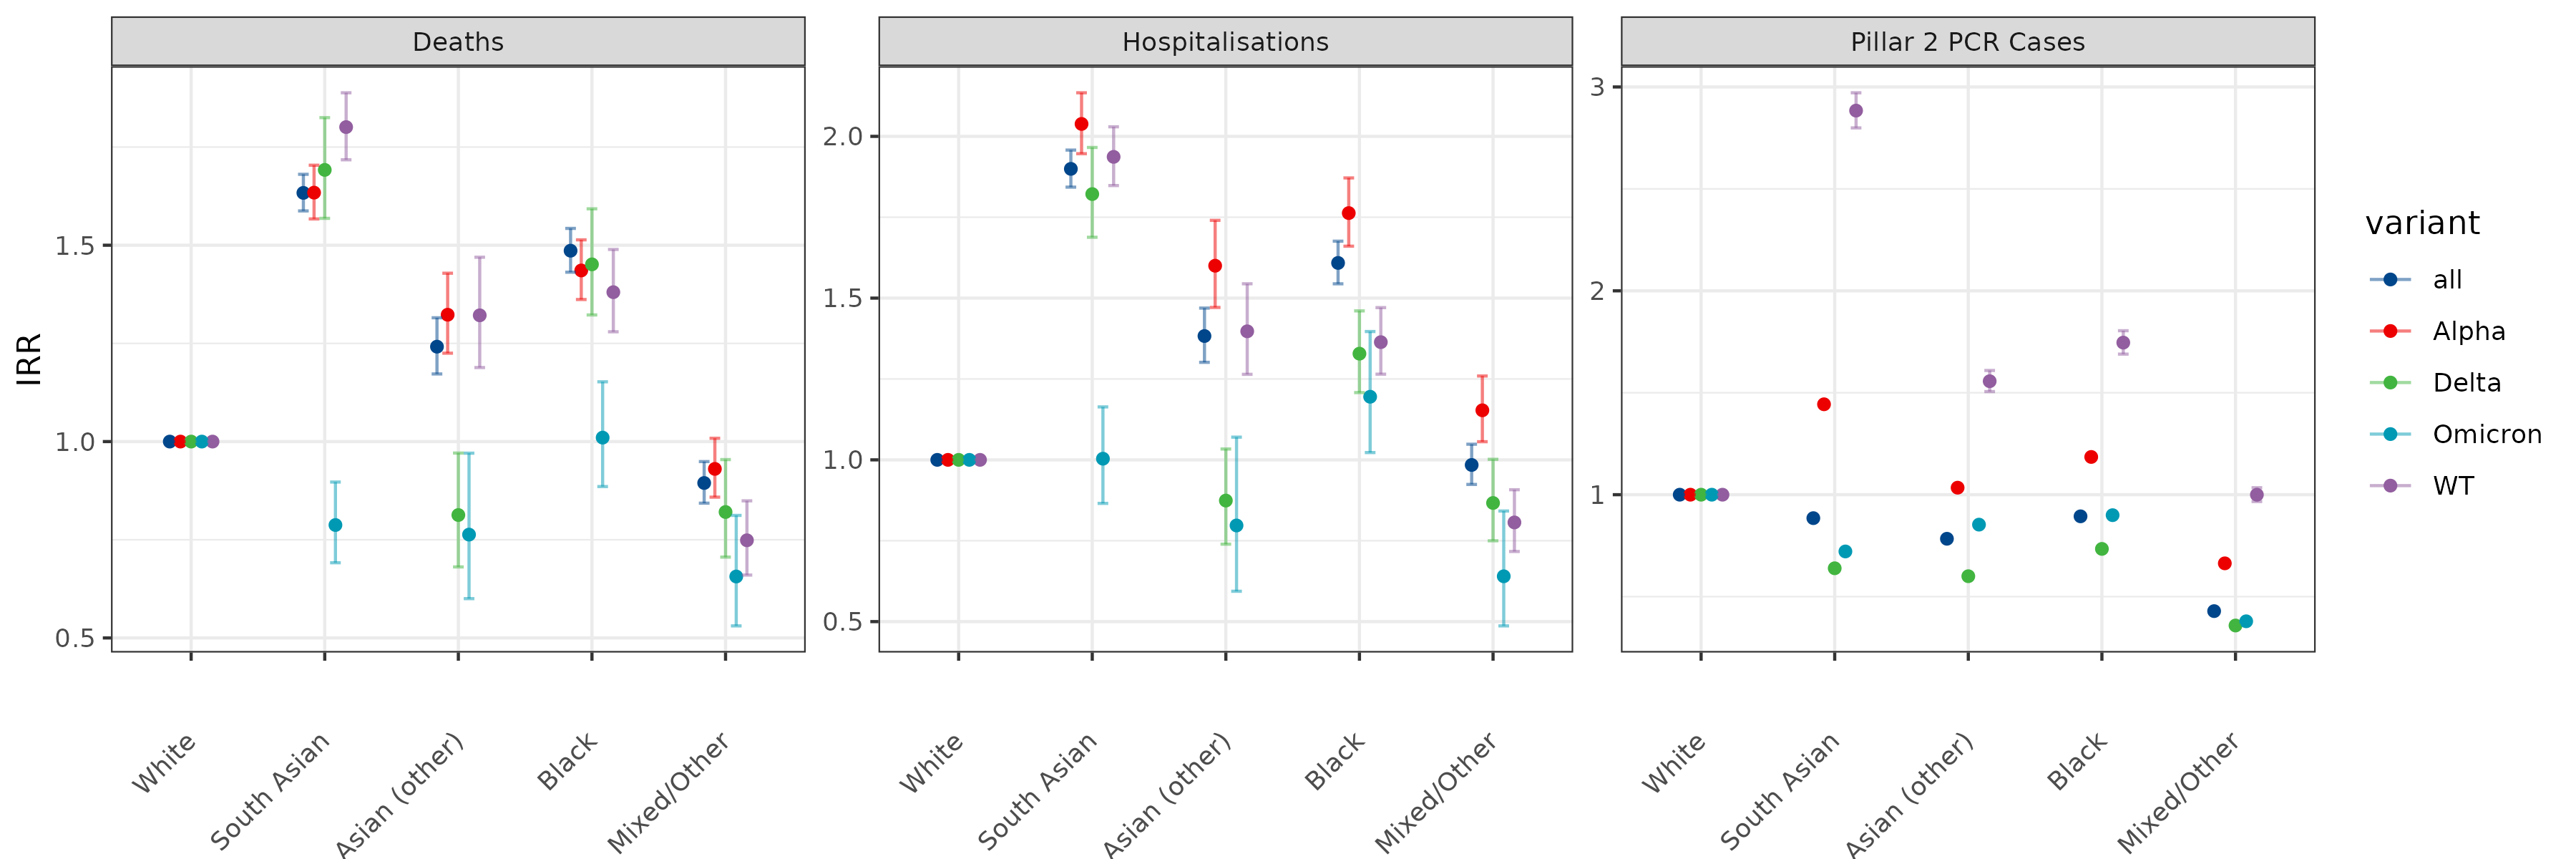 Deaths
Hospitalisations
Pillar 2 PCR Cases
IRR
1.5
1.0
0.5
2.0
1.5
1.0
0.5
3
2
1
White
South Asian
Asian (other)
Black
Mixed/Other
White
South Asian
Asian (other)
Black
Mixed/Other
White
South Asian
Asian (other)
Black
Mixed/Other
variant
all
Alpha
Delta
Omicron
WT